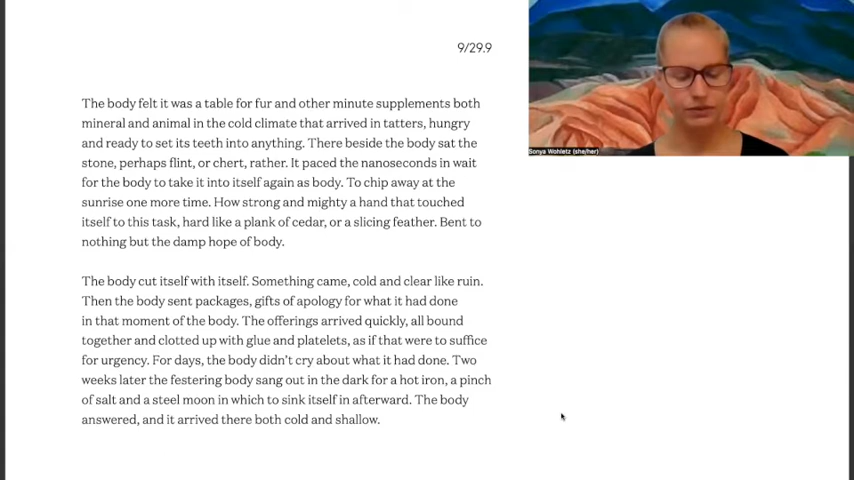 9/29.9
The body felt it was a table for fur and other minute supplements both
mineral and animal in the cold climate that arrived in tatters, hungry
and ready to set its teeth into anything. There beside the body sat the
stone, perhaps flint, or chert, rather. It paced the nanoseconds in wait
for the body to take it into itself again as body. To chip away at the
sunrise one more time. How strong and mighty a hand that touched
itself to this task, hard like a plank of cedar, or a slicing feather. Bent to
nothing but the damp hope of body.
The body cut itself with itself. Something came, cold and clear like ruin.
Then the body sent packages, gifts of apology for what it had done
in that moment of the body. The offerings arrived quickly, all bound
together and clotted up with glue and platelets, as if that were to suffice
for urgency. For days, the body didn't cry about what it had done. Two
weeks later the festering body sang out in the dark for a hot iron, a pinch
of salt and a steel moon in which to sink itself in afterward. The body
answered, and it arrived there both cold and shallow.
Sonya Wohletz (she/her)